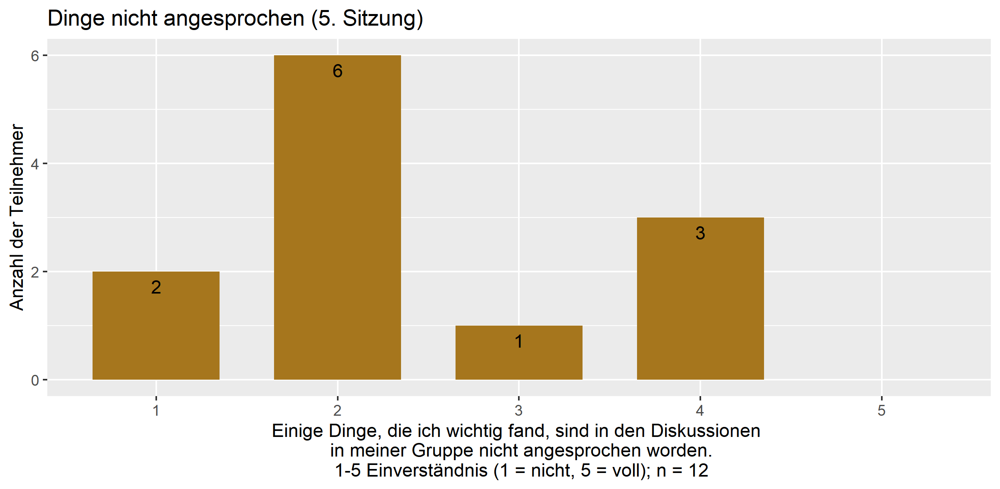 Dinge nicht angesprochen (5. Sitzung)
Anzahl der Teilnehmer
6
4
2
0
2
6
1
3
1
2
3
4
5
Einige Dinge, die ich wichtig fand, sind in den Diskussionen
in meiner Gruppe nicht angesprochen worden.
1-5 Einverständnis (1 = nicht, 5 = voll); n = 12